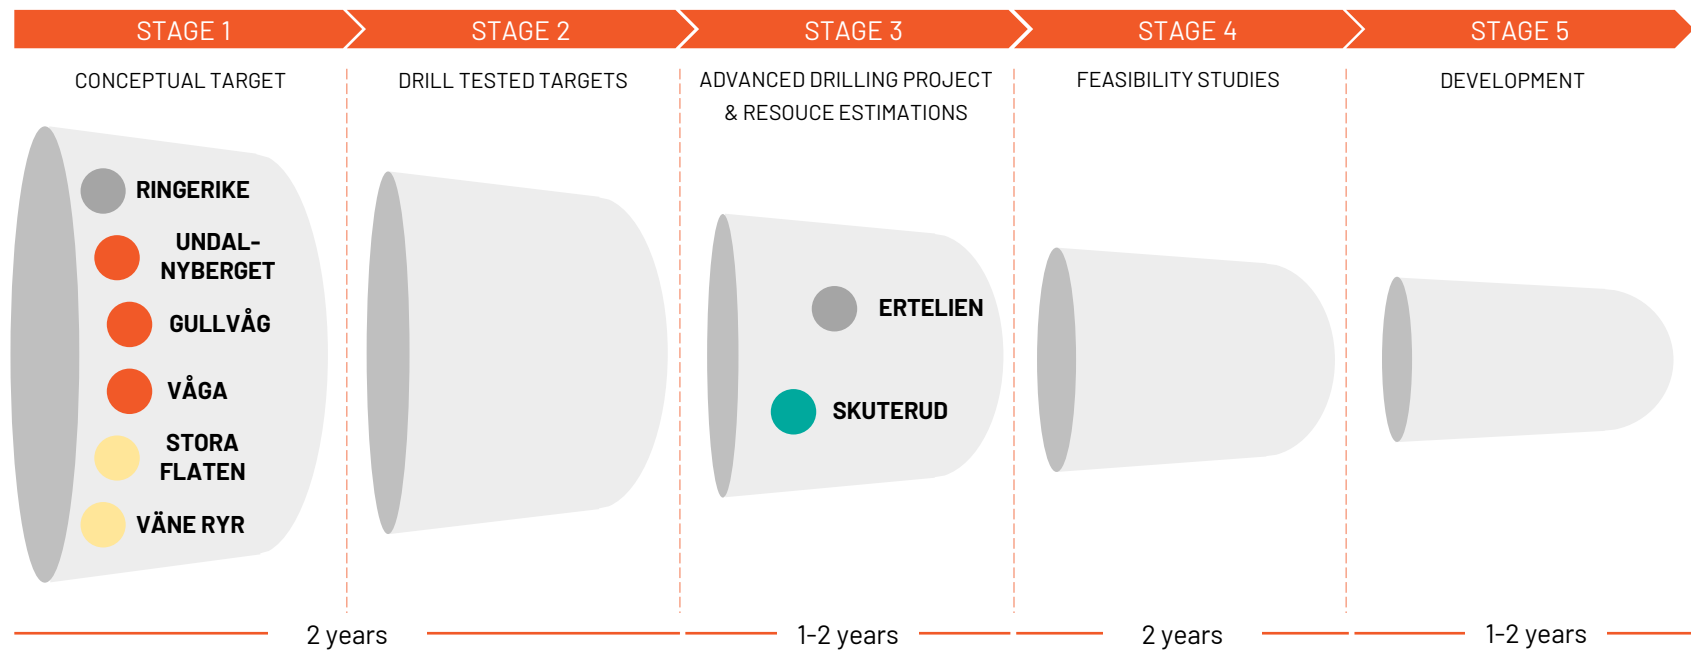 STAGE 1
STAGE 2
STAGE 3
STAGE 4
STAGE 5
CONCEPTUAL TARGET
DRILL TESTED TARGETS
ADVANCED DRILLING PROJECT
& RESOUCE ESTIMATIONS
FEASIBILITY STUDIES
DEVELOPMENT
RINGERIKE
UNDAL-
NYBERGET
GULLVÅG
VÅGA
STORA
FLATEN
VÄNE RYR
ERTELIEN
SKUTERUD
2 years
1-2 years
2 years
1-2 years